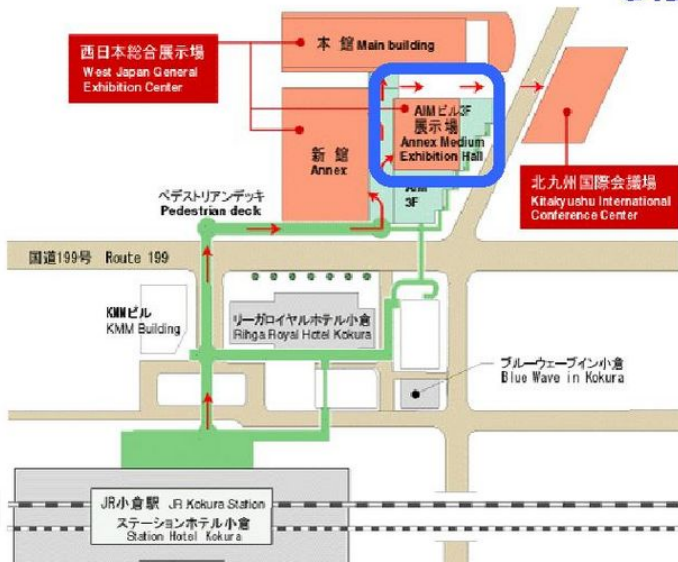 本館 Main building
西日本総合展示場
West Japan General
Exhibition Center
AIMビル3F
展示場
Annex Medium
Exhibition Hall
新館
Annex
AIM
3F
北九州国際会議場
Kitakyushu International
Conference Center
ペデストリアンデッキ
Pedestrian deck
国道199号 Route 199
KMMビル
KMM Building
リーガロイヤルホテル小倉
Rihga Royal Hotel Kokura
ブルーウェーブイン小倉
Blue Wave in Kokura
JR小倉駅 JR Kokura Station
ステーションホテル小倉
Station Hotel Kokura